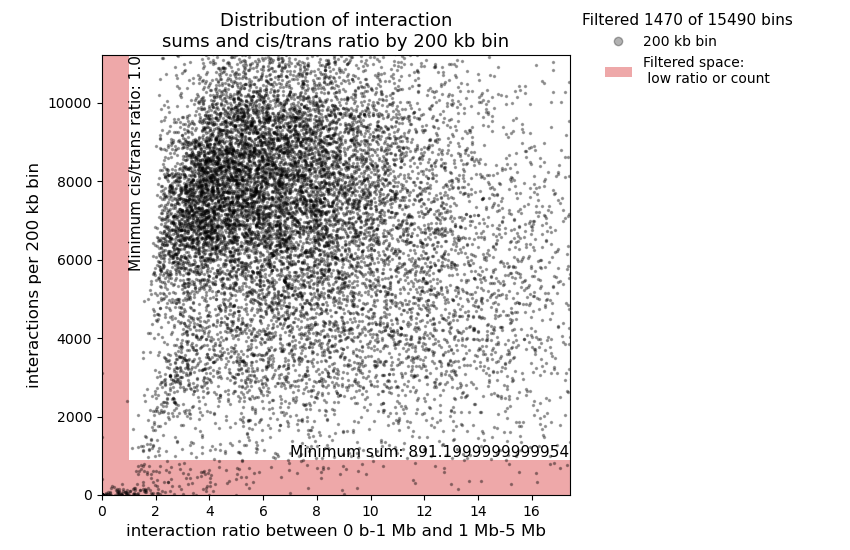 Distribution of interaction
sums and cis/trans ratio by 200 kb bin
Filtered 1470 of 15490 bins
200 kb bin
Filtered space:
low ratio or count
interactions per 200 kb bin
10000
8000
6000
4000
2000
0
Minimum cis/trans ratio: 1.0
Minimum sum: 891.1999999999954
0 2 4 6 8 10 12 14 16
interaction ratio between 0 b-1 Mb and 1 Mb-5 Mb